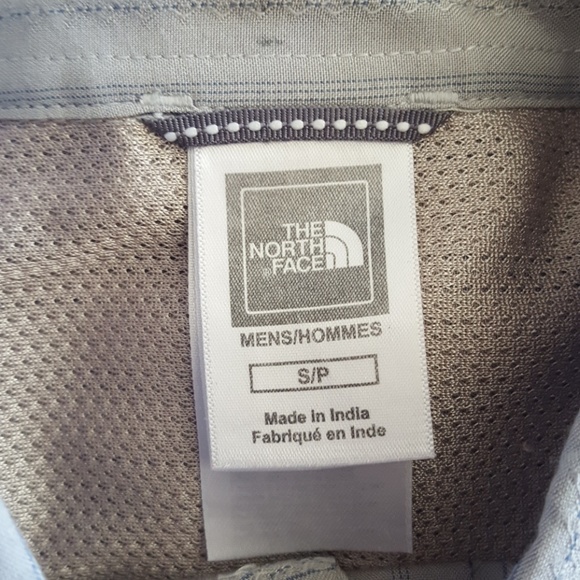 THE
NORTH
FACE
MENS/HOMMES
S/P
Made in India
Fabriqué en Inde